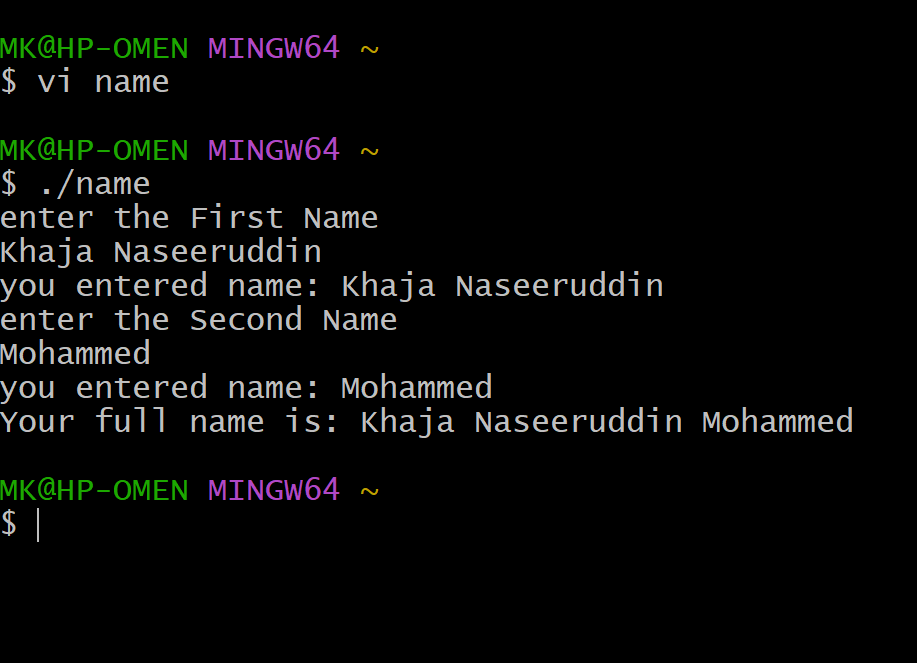 MK@HP-OMEN MINGW64 ~
$ vi name
MK@HP-OMEN MINGW64 ~
$ ./name
enter the First Name
Khaja Naseeruddin
you entered name: Khaja Naseeruddin
enter the Second Name
Mohammed
you entered name: Mohammed
Your full name is: Khaja Naseeruddin Mohammed
MK@HP-OMEN MINGW64 ~
$